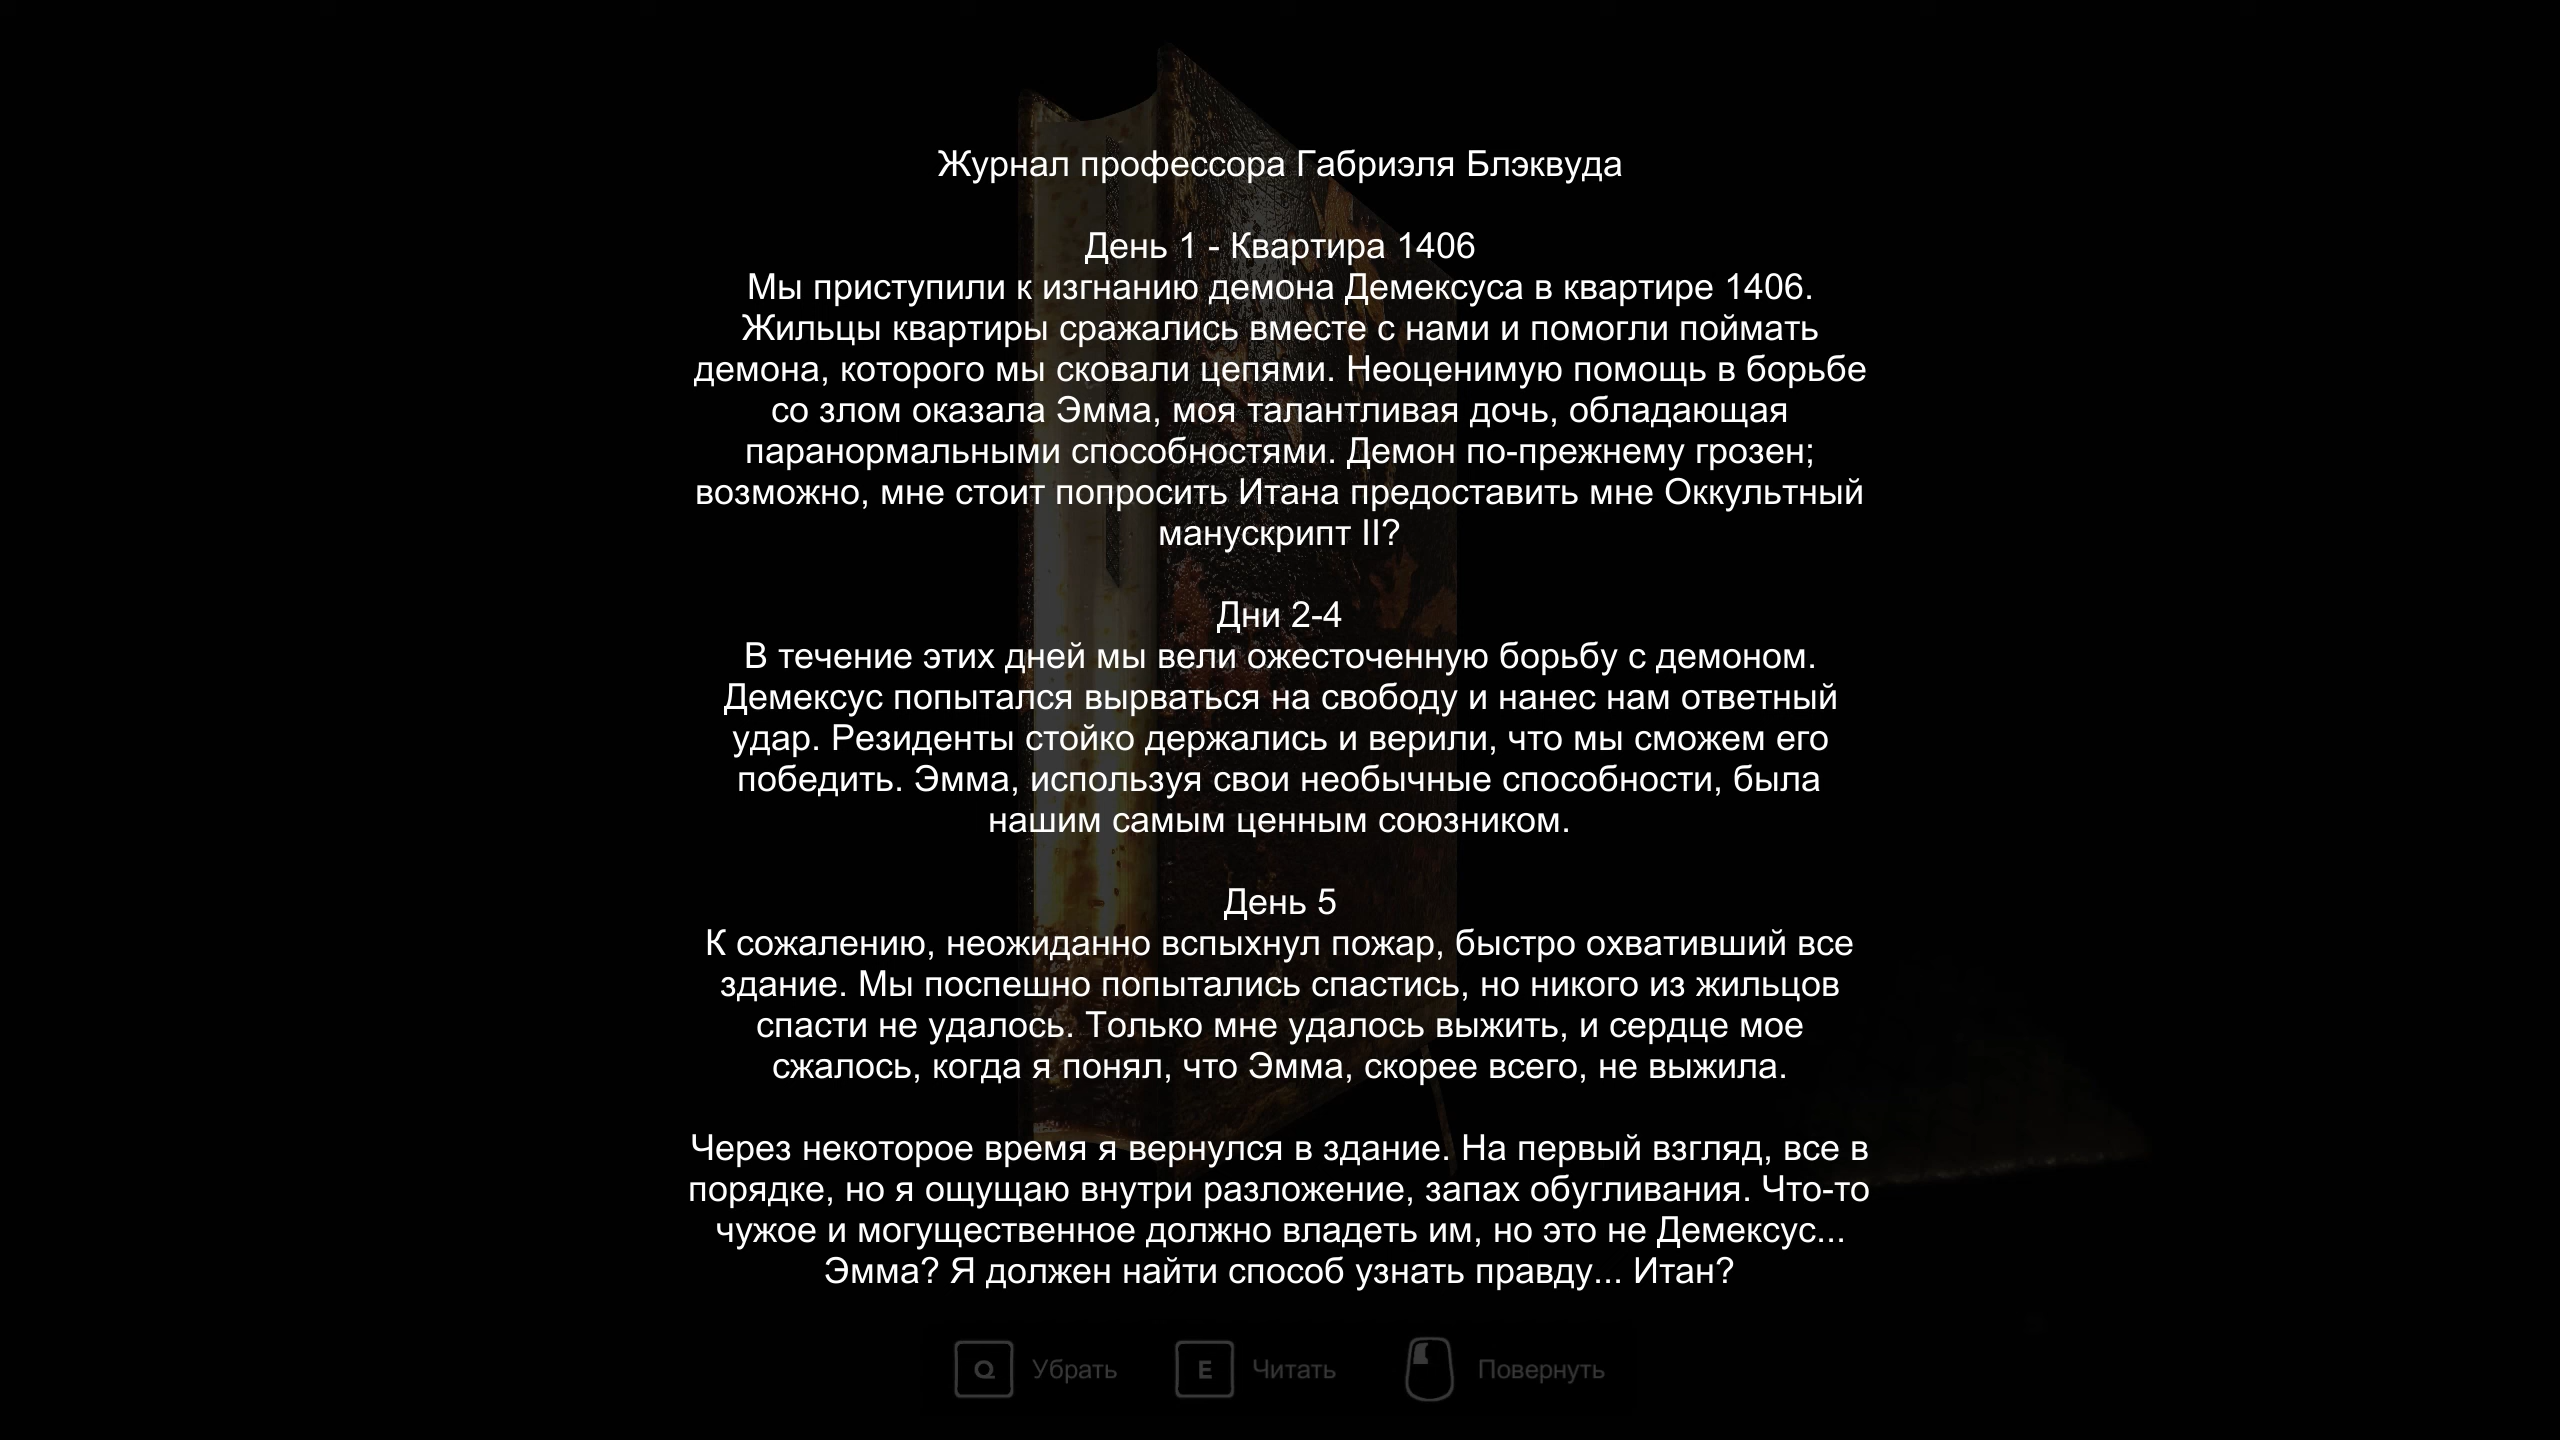 Журнал профессора Габриэля Блэквуда
День 1 - Квартира 1406
Мы приступили к изгнанию демона Демексуса в квартире 1406.
Жильцы квартиры сражались вместе с нами и помогли поймать
демона, которого мы сковали цепями. Неоценимую помощь в борьбе
со злом оказала Эмма, моя талантливая дочь, обладающая
паранормальными способностями. Демон по-прежнему грозен;
возможно, мне стоит попросить Итана предоставить мне Оккультный
манускрипт II?
Дни 2-4
В течение этих дней мы вели ожесточенную борьбу с демоном.
Демексус попытался вырваться на свободу и нанес нам ответный
удар. Резиденты стойко держались и верили, что мы сможем его
победить. Эмма, используя свои необычные способности, была
нашим самым ценным союзником.
День 5
К сожалению, неожиданно вспыхнул пожар, быстро охвативший все
здание. Мы поспешно попытались спастись, но никого из жильцов
спасти не удалось. Только мне удалось выжить, и сердце мое
сжалось, когда я понял, что Эмма, скорее всего, не выжила.
Через некоторое время я вернулся в здание. На первый взгляд, все в
порядке, но я ощущаю внутри разложение, запах обугливания. Что-то
чужое и могущественное должно владеть им, но это не Демексус...
Эмма? Я должен найти способ узнать правду... Итан?
Q Убрать E Читать Повернуть